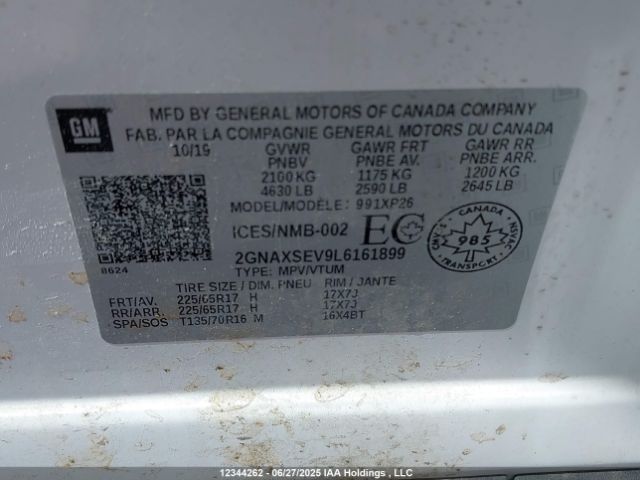 GM
MFD BY GENERAL MOTORS OF CANADA COMPANY
FAB. PAR LA COMPAGNIE GENERAL MOTORS DU CANADA
10/19 GVWR GAWR FRT GAWR RR
PNBV PNBE AV. PNBE ARR.
2100 KG 1175 KG 1200 KG
4630 LB 2590 LB 2645 LB
MODEL/MODÈLE: 991XP26
ICES/NMB-002 EC
CANADA
985
TRANSPORT
2GNAXSEV9L6161899
8624
TYPE: MPV/VTUM
TIRE SIZE / DIM. PNEU RIM / JANTE
FRT/AV. 225/65R17 H 17X7J
RR/ARR. 225/65R17 H 17X7J
SPA/SOS T135/70R16 M 16X4BT
12344262 - 06/27/2025 IAA Holdings , LLC